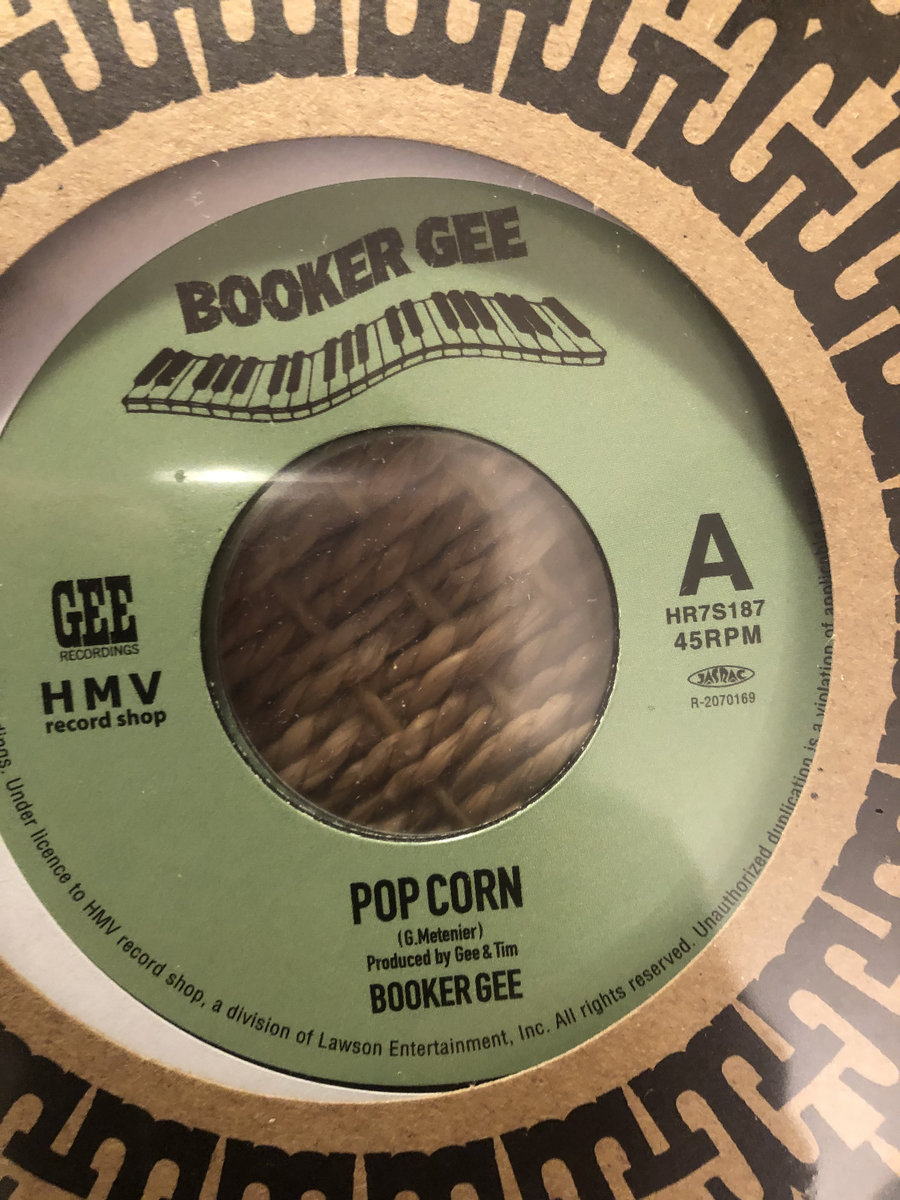 BOOKER GEE
GEE
RECORDINGS
HMV
record shop
A
HR7S187
45RPM
JASRAC
R-2070169
POP CORN
(G.Metenier)
Produced by Gee & Tim
BOOKER GEE
Under licence to HMV record shop, a division of Lawson Entertainment, Inc. All rights reserved. Unauthorized duplication is a violation of